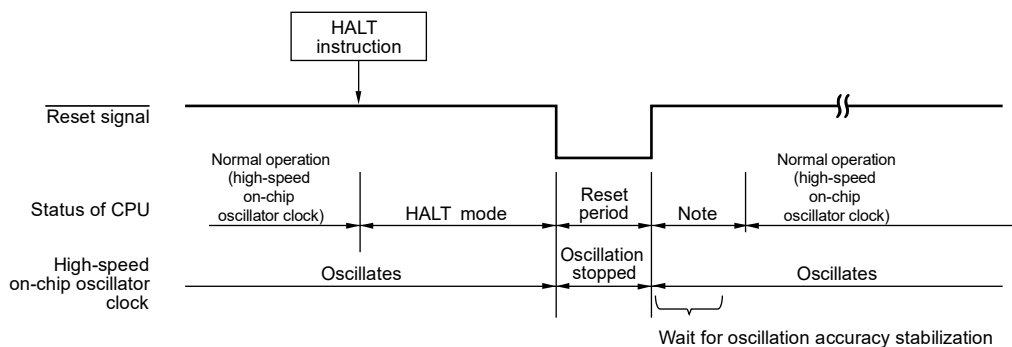 HALT
instruction
Reset signal
Normal operation
(high-speed
on-chip
oscillator clock)
Status of CPU
HALT mode
Reset
period
Note
Normal operation
(high-speed
on-chip
oscillator clock)
High-speed
on-chip oscillator
clock
Oscillates
Oscillation
stopped
Oscillates
Wait for oscillation accuracy stabilization